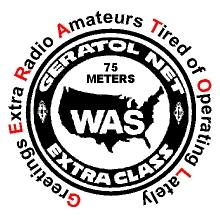 Greetings Extra Radio Amateurs Tired of Operating Lately
GERATOL NET
75
METERS
WAS
EXTRA CLASS